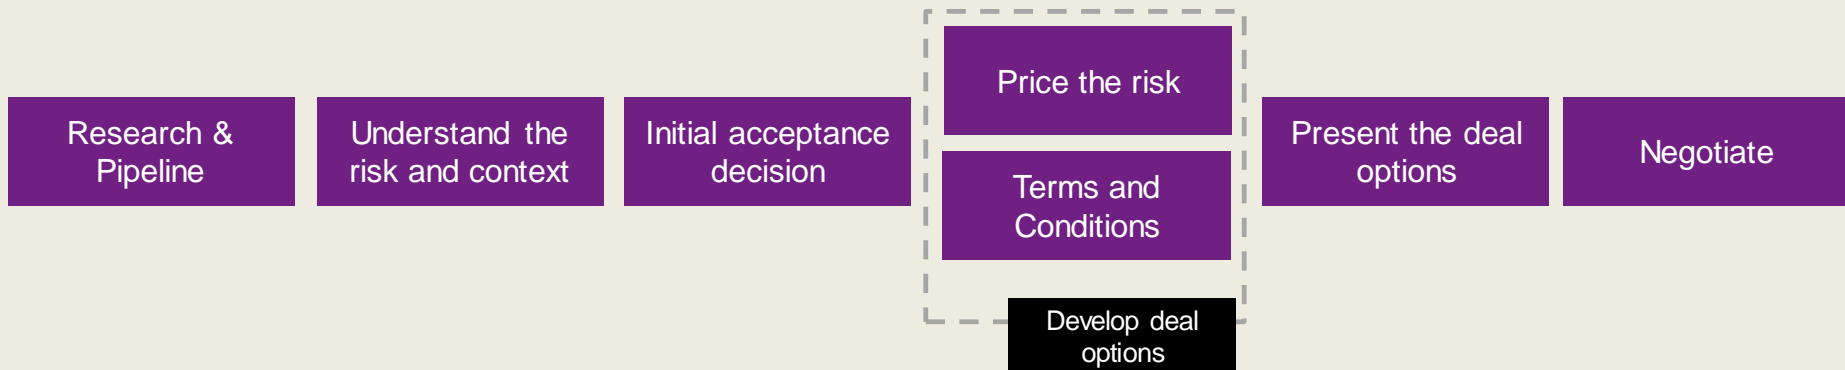 Research &
Pipeline
Understand the
risk and context
Initial acceptance
decision
Price the risk
Terms and
Conditions
Develop deal
options
Present the deal
options
Negotiate